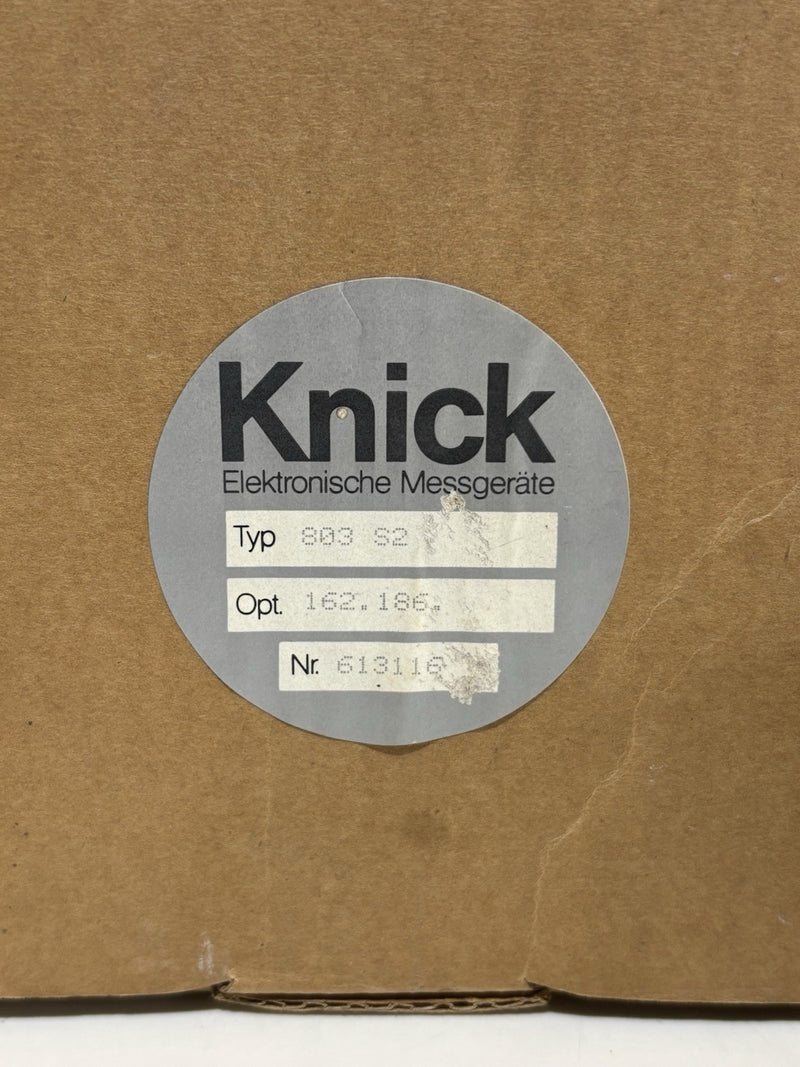 Knick
Elektronische Messgeräte
Typ 803 S2
Opt. 162.186.
Nr. 613116